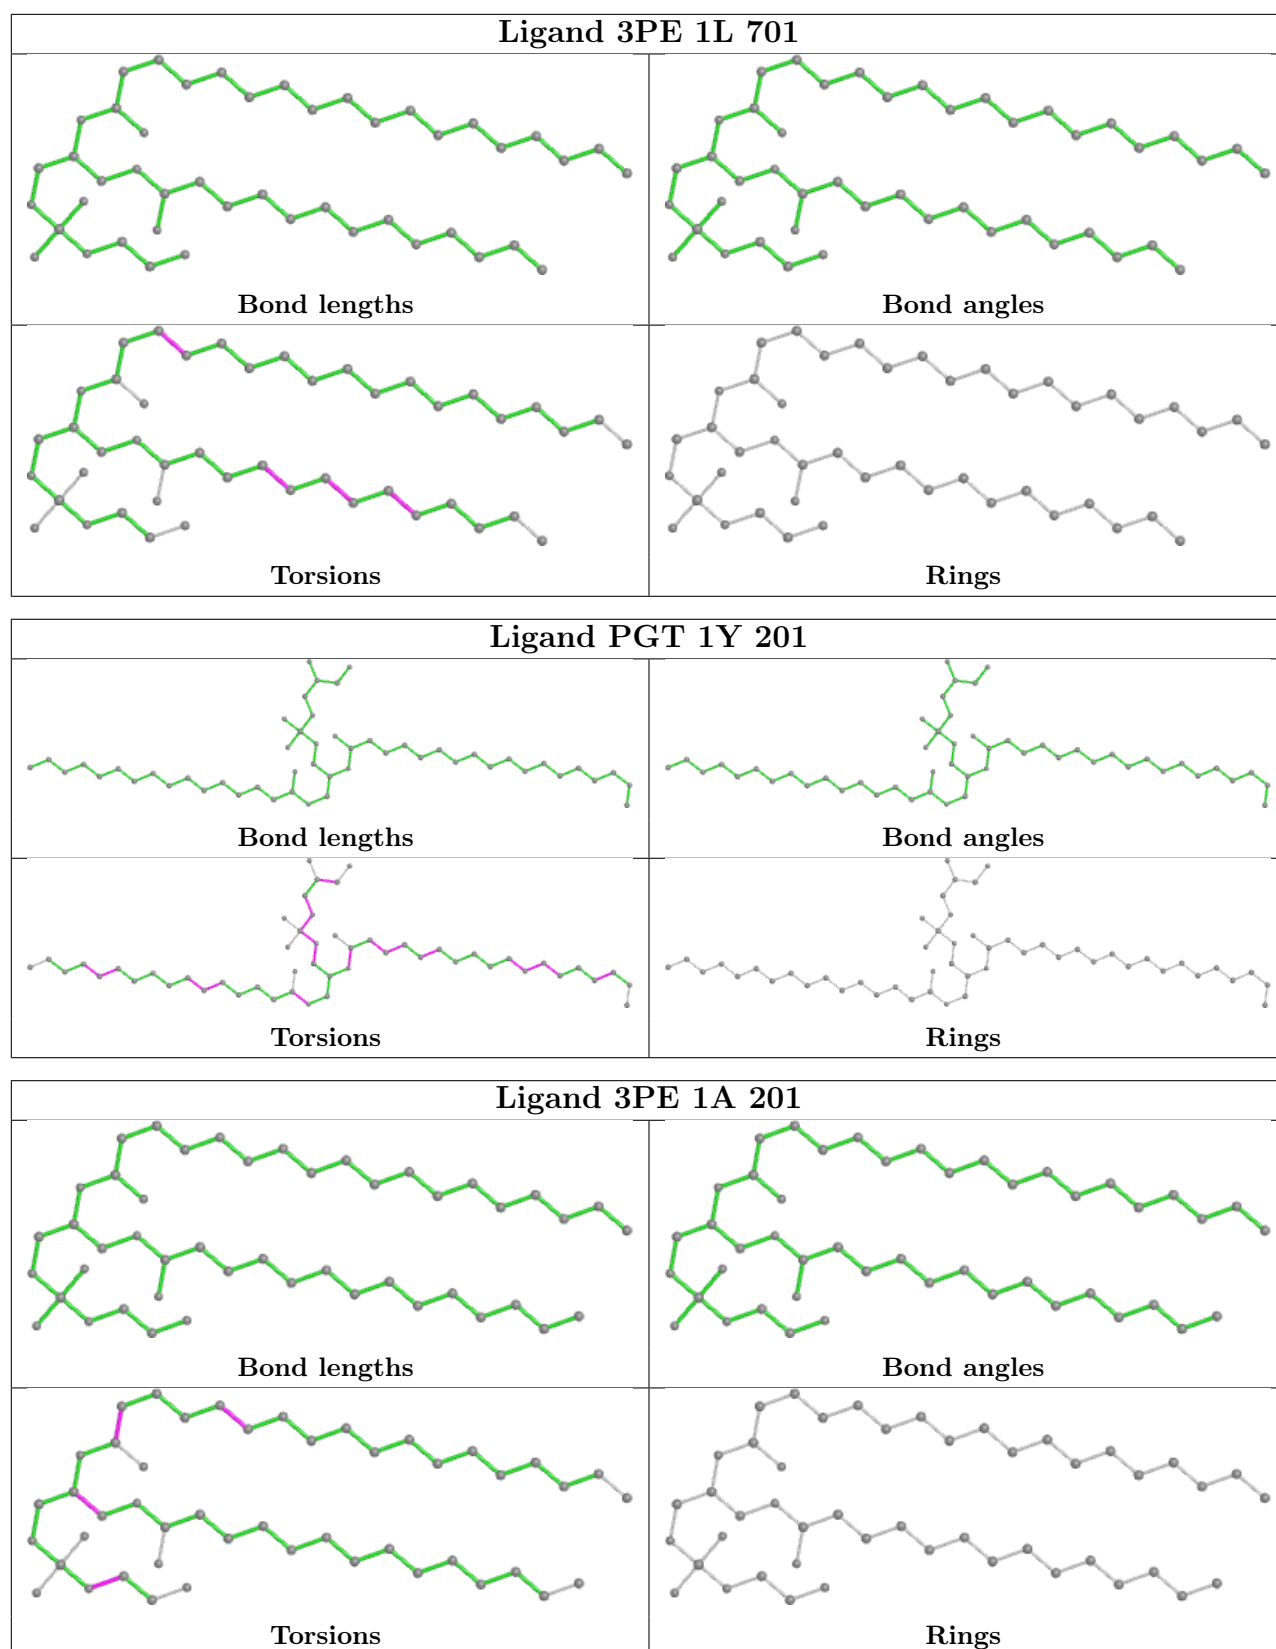 Ligand 3PE 1L 701
Bond lengths
Bond angles
Torsions
Rings
Ligand PGT 1Y 201
Bond lengths
Bond angles
Torsions
Rings
Ligand 3PE 1A 201
Bond lengths
Bond angles
Torsions
Rings